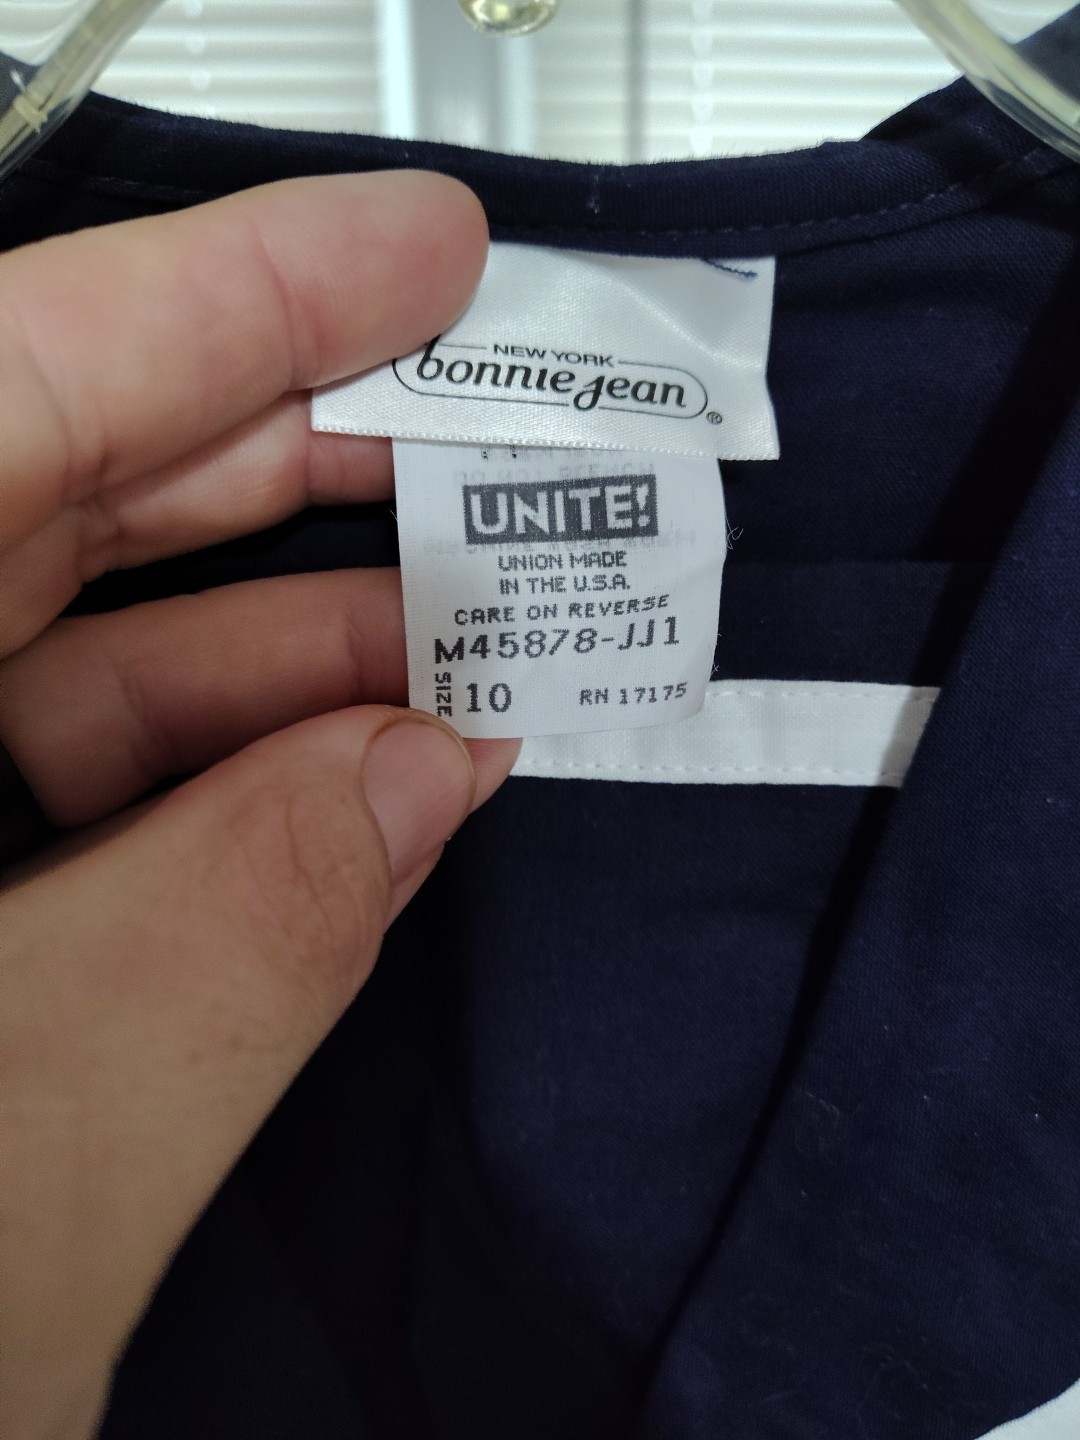 NEW YORK
bonnie jean
®
UNITE!
UNION MADE
IN THE U.S.A.
CARE ON REVERSE
M45878-JJ1
SIZE 10 RN 17175